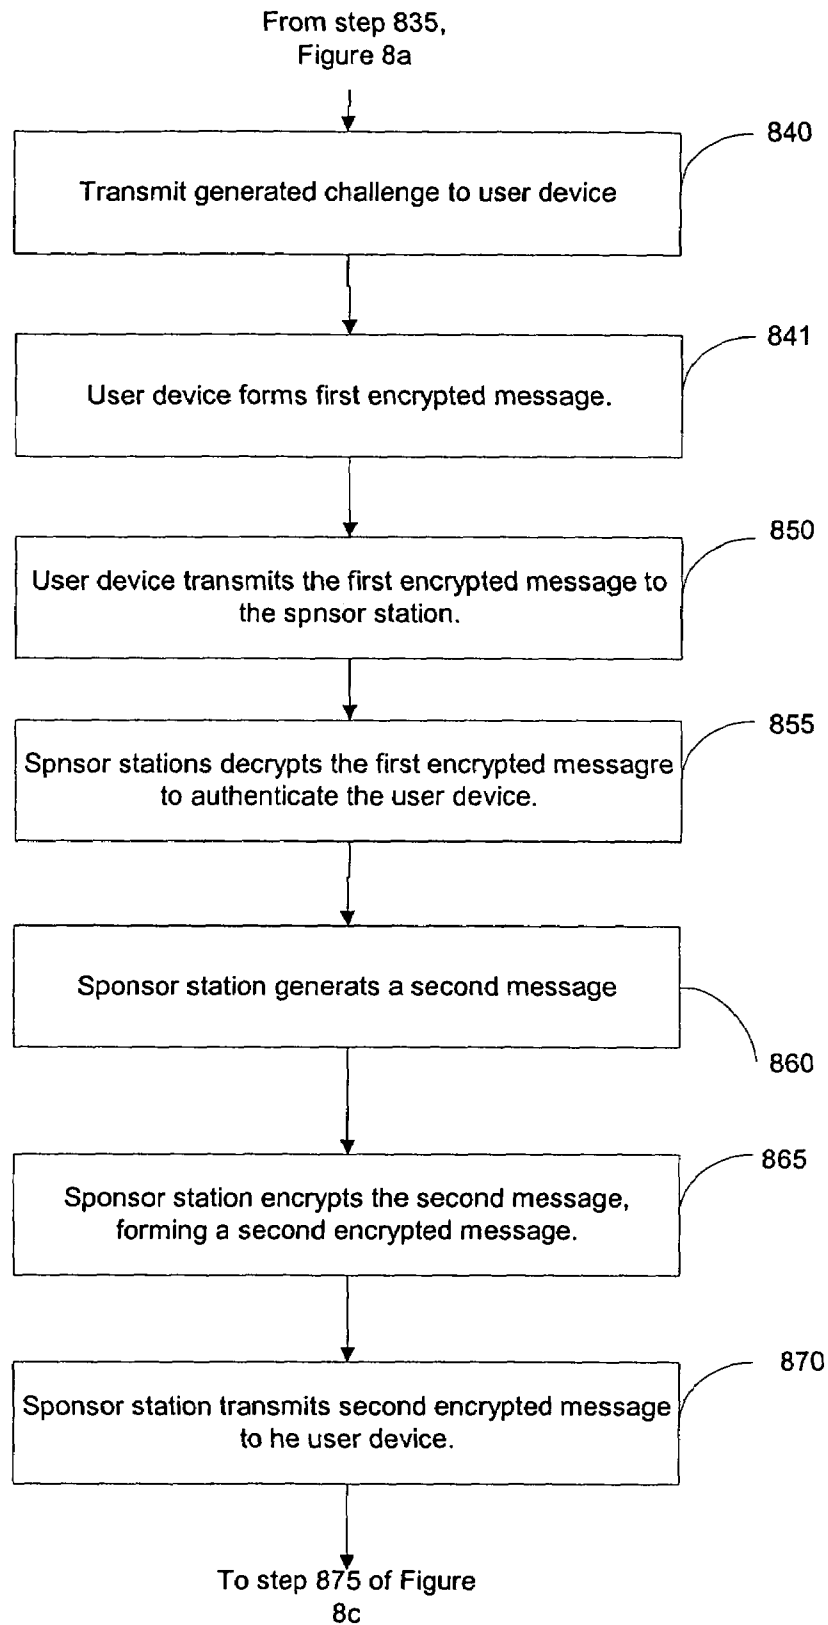 From step 835,
Figure 8a
840
Transmit generated challenge to user device
841
User device forms first encrypted message.
850
User device transmits the first encrypted message to
the spnsor station.
855
Spnsor stations decrypts the first encrypted messagre
to authenticate the user device.
Sponsor station generats a second message
860
865
Sponsor station encrypts the second message,
forming a second encrypted message.
870
Sponsor station transmits second encrypted message
to he user device.
To step 875 of Figure
8c